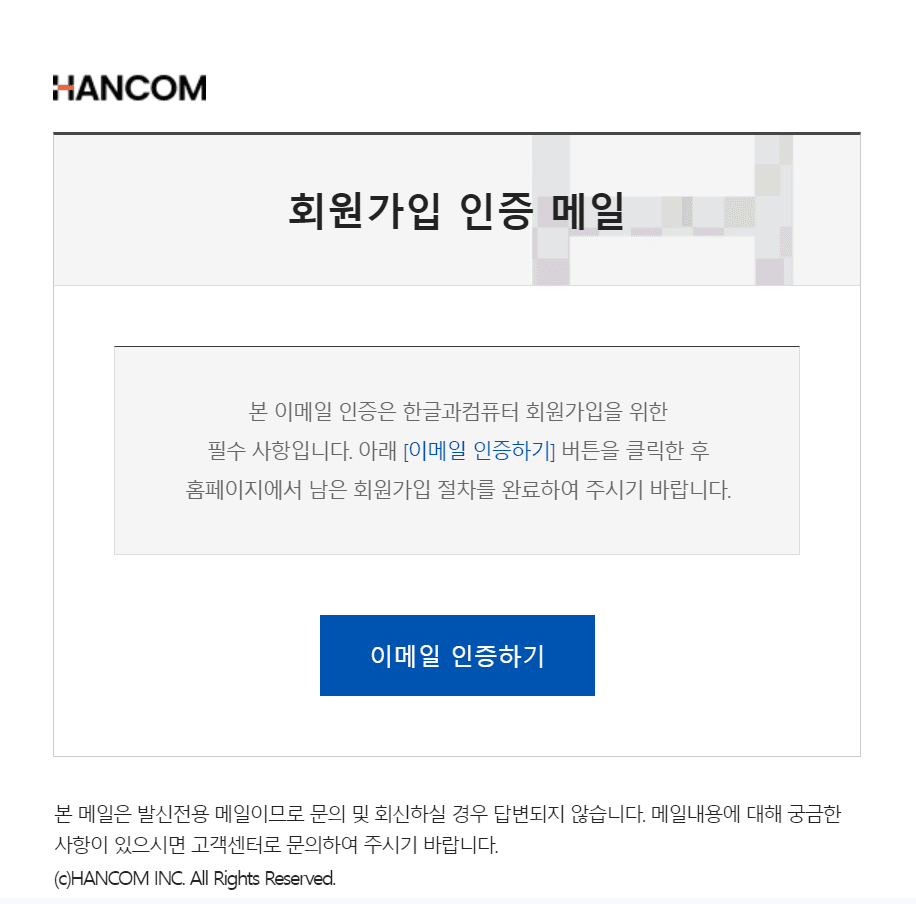 HANCOM
회원가입 인증 메일
본 이메일 인증은 한글과컴퓨터 회원가입을 위한
필수 사항입니다. 아래 [이메일 인증하기] 버튼을 클릭한 후
홈페이지에서 남은 회원가입 절차를 완료하여 주시기 바랍니다.
이메일 인증하기
본 메일은 발신전용 메일이므로 문의 및 회신하실 경우 답변되지 않습니다. 메일내용에 대해 궁금한
사항이 있으시면 고객센터로 문의하여 주시기 바랍니다.
(c)HANCOM INC. All Rights Reserved.